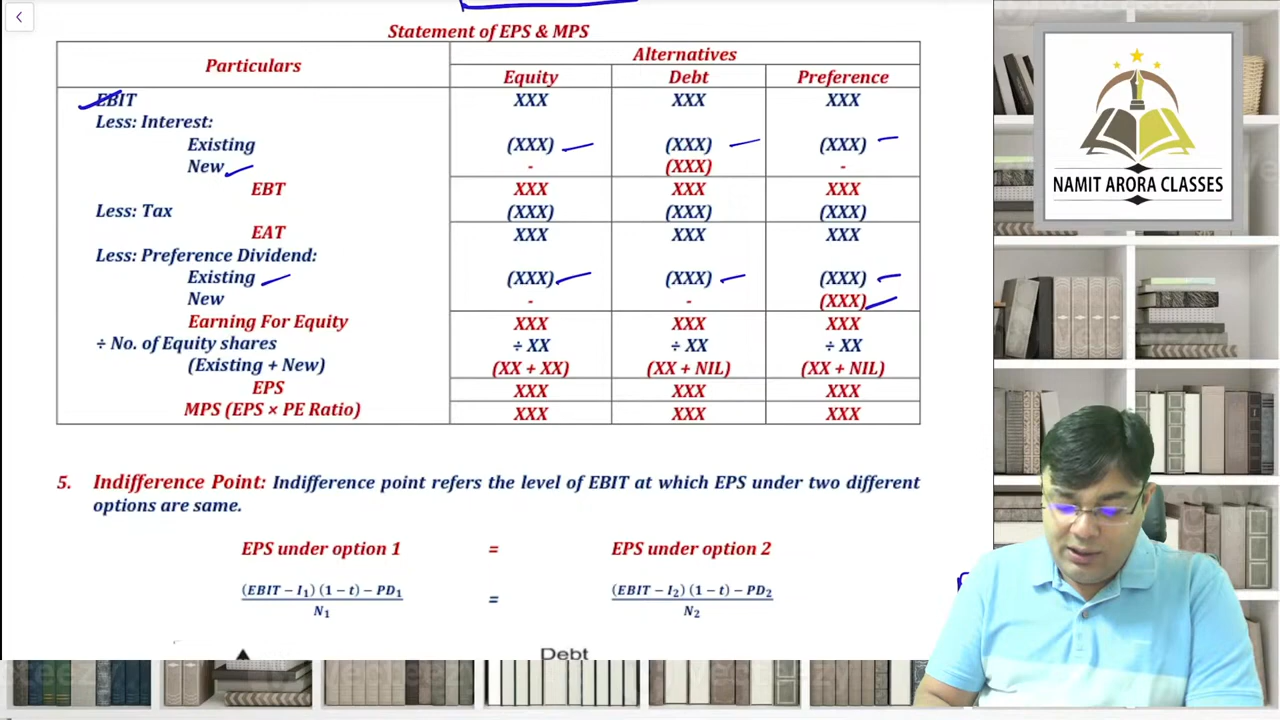 Statement of EPS & MPS
Particulars Alternatives
Equity Debt Preference
EBIT XXX XXX XXX
Less: Interest:
Existing (XXX) (XXX) (XXX)
New - (XXX) -
EBT XXX XXX XXX
Less: Tax (XXX) (XXX) (XXX)
EAT XXX XXX XXX
Less: Preference Dividend:
Existing (XXX) (XXX) (XXX)
New - - (XXX)
Earning For Equity XXX XXX XXX
÷ No. of Equity shares ÷ XX ÷ XX ÷ XX
(Existing + New) (XX + XX) (XX + NIL) (XX + NIL)
EPS XXX XXX XXX
MPS (EPS × PE Ratio) XXX XXX XXX
5. Indifference Point: Indifference point refers the level of EBIT at which EPS under two different
options are same.
EPS under option 1 = EPS under option 2
(EBIT – I₁) (1 – t) – PD₁ / N₁ = (EBIT – I₂) (1 – t) – PD₂ / N₂
Debt
NAMIT ARORA CLASSES